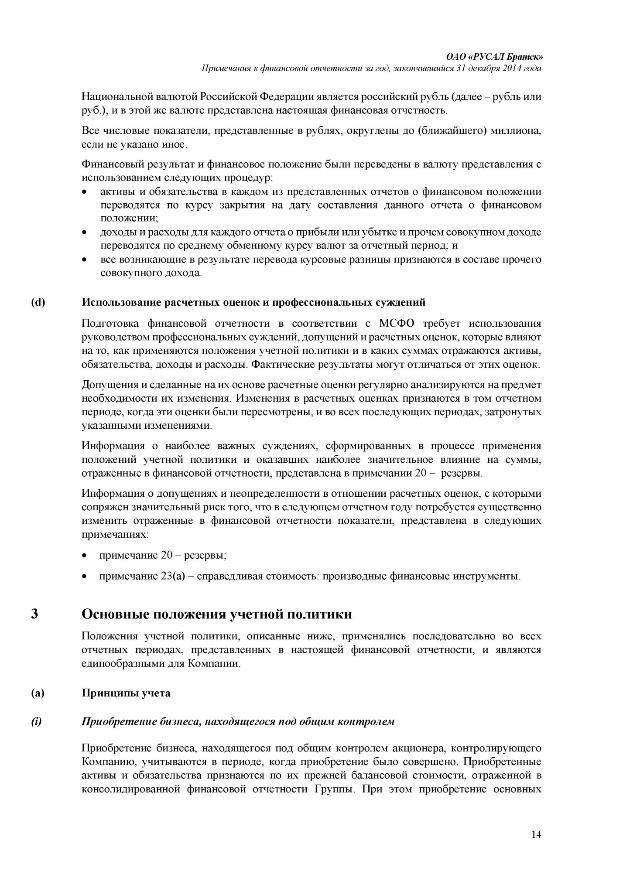 ОАО «РУСАЛ Братск»
Примечания к финансовой отчетности за год, закончившийся 31 декабря 2014 года
Национальной валютой Российской Федерации является российский рубль (далее – рубль или
руб.), и в этой же валюте представлена настоящая финансовая отчетность.
Все числовые показатели, представленные в рублях, округлены до (ближайшего) миллиона,
если не указано иное.
Финансовый результат и финансовое положение были переведены в валюту представления с
использованием следующих процедур:
• активы и обязательства в каждом из представленных отчетов о финансовом положении
переводятся по курсу закрытия на дату составления данного отчета о финансовом
положении;
• доходы и расходы для каждого отчета о прибыли или убытке и прочем совокупном доходе
переводятся по среднему обменному курсу валют за отчетный период; и
• все возникающие в результате перевода курсовые разницы признаются в составе прочего
совокупного дохода.
(d) Использование расчетных оценок и профессиональных суждений
Подготовка финансовой отчетности в соответствии с МСФО требует использования
руководством профессиональных суждений, допущений и расчетных оценок, которые влияют
на то, как применяются положения учетной политики и в каких суммах отражаются активы,
обязательства, доходы и расходы. Фактические результаты могут отличаться от этих оценок.
Допущения и сделанные на их основе расчетные оценки регулярно анализируются на предмет
необходимости их изменения. Изменения в расчетных оценках признаются в том отчетном
периоде, когда эти оценки были пересмотрены, и во всех последующих периодах, затронутых
указанными изменениями.
Информация о наиболее важных суждениях, сформированных в процессе применения
положений учетной политики и оказавших наиболее значительное влияние на суммы,
отраженные в финансовой отчетности, представлена в примечании 20 – резервы.
Информация о допущениях и неопределенности в отношении расчетных оценок, с которыми
сопряжен значительный риск того, что в следующем отчетном году потребуется существенно
изменить отраженные в финансовой отчетности показатели, представлена в следующих
примечаниях:
• примечание 20 – резервы;
• примечание 23(a) – справедливая стоимость: производные финансовые инструменты.
3 Основные положения учетной политики
Положения учетной политики, описанные ниже, применялись последовательно во всех
отчетных периодах, представленных в настоящей финансовой отчетности, и являются
единообразными для Компании.
(a) Принципы учета
(i) Приобретение бизнеса, находящегося под общим контролем
Приобретение бизнеса, находящегося под общим контролем акционера, контролирующего
Компанию, учитываются в периоде, когда приобретение было совершено. Приобретенные
активы и обязательства признаются по их прежней балансовой стоимости, отраженной в
консолидированной финансовой отчетности Группы. При этом приобретение основных
14